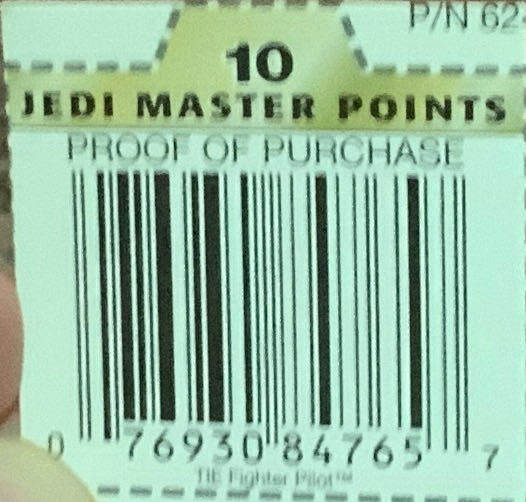 P/N 62
10
JEDI MASTER POINTS
PROOF OF PURCHASE
0 76930 84765 7
TIE Fighter Pilot™